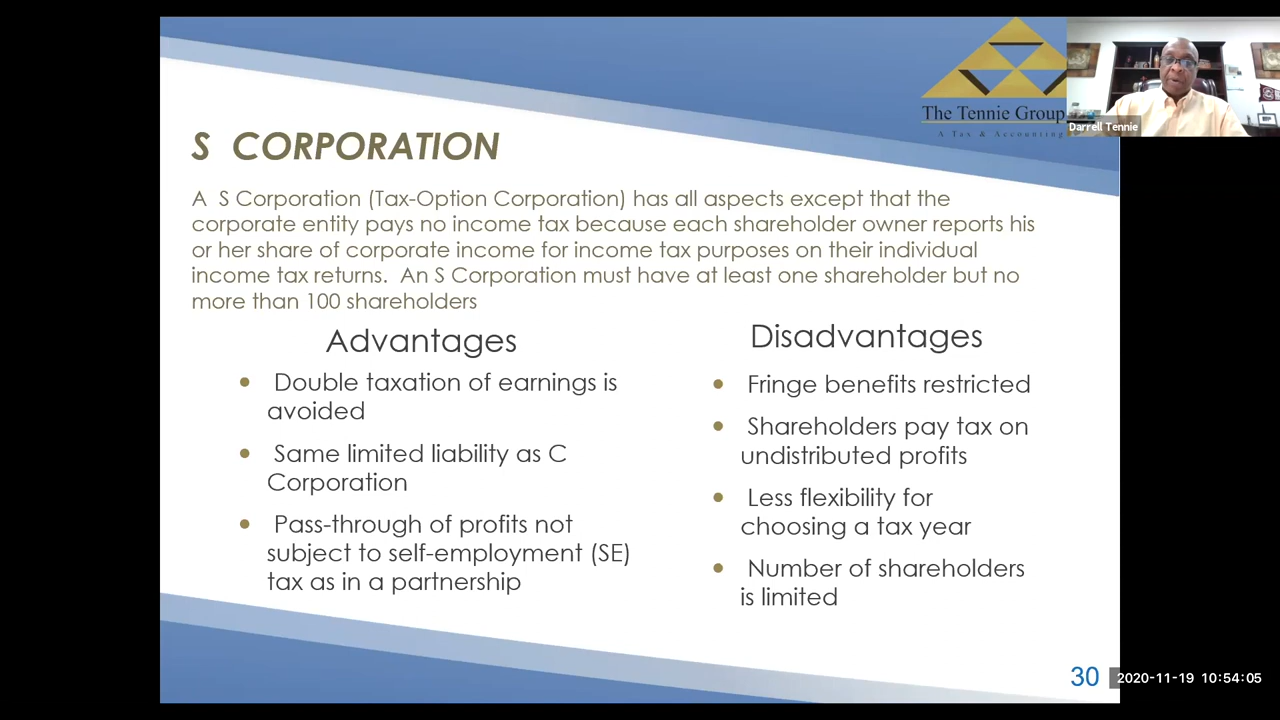 The Tennie Group
A Tax & Accounting
Darrell Tennie
S CORPORATION
A S Corporation (Tax-Option Corporation) has all aspects except that the
corporate entity pays no income tax because each shareholder owner reports his
or her share of corporate income for income tax purposes on their individual
income tax returns. An S Corporation must have at least one shareholder but no
more than 100 shareholders
Advantages
• Double taxation of earnings is
avoided
• Same limited liability as C
Corporation
• Pass-through of profits not
subject to self-employment (SE)
tax as in a partnership
Disadvantages
• Fringe benefits restricted
• Shareholders pay tax on
undistributed profits
• Less flexibility for
choosing a tax year
• Number of shareholders
is limited
30
2020-11-19 10:54:05